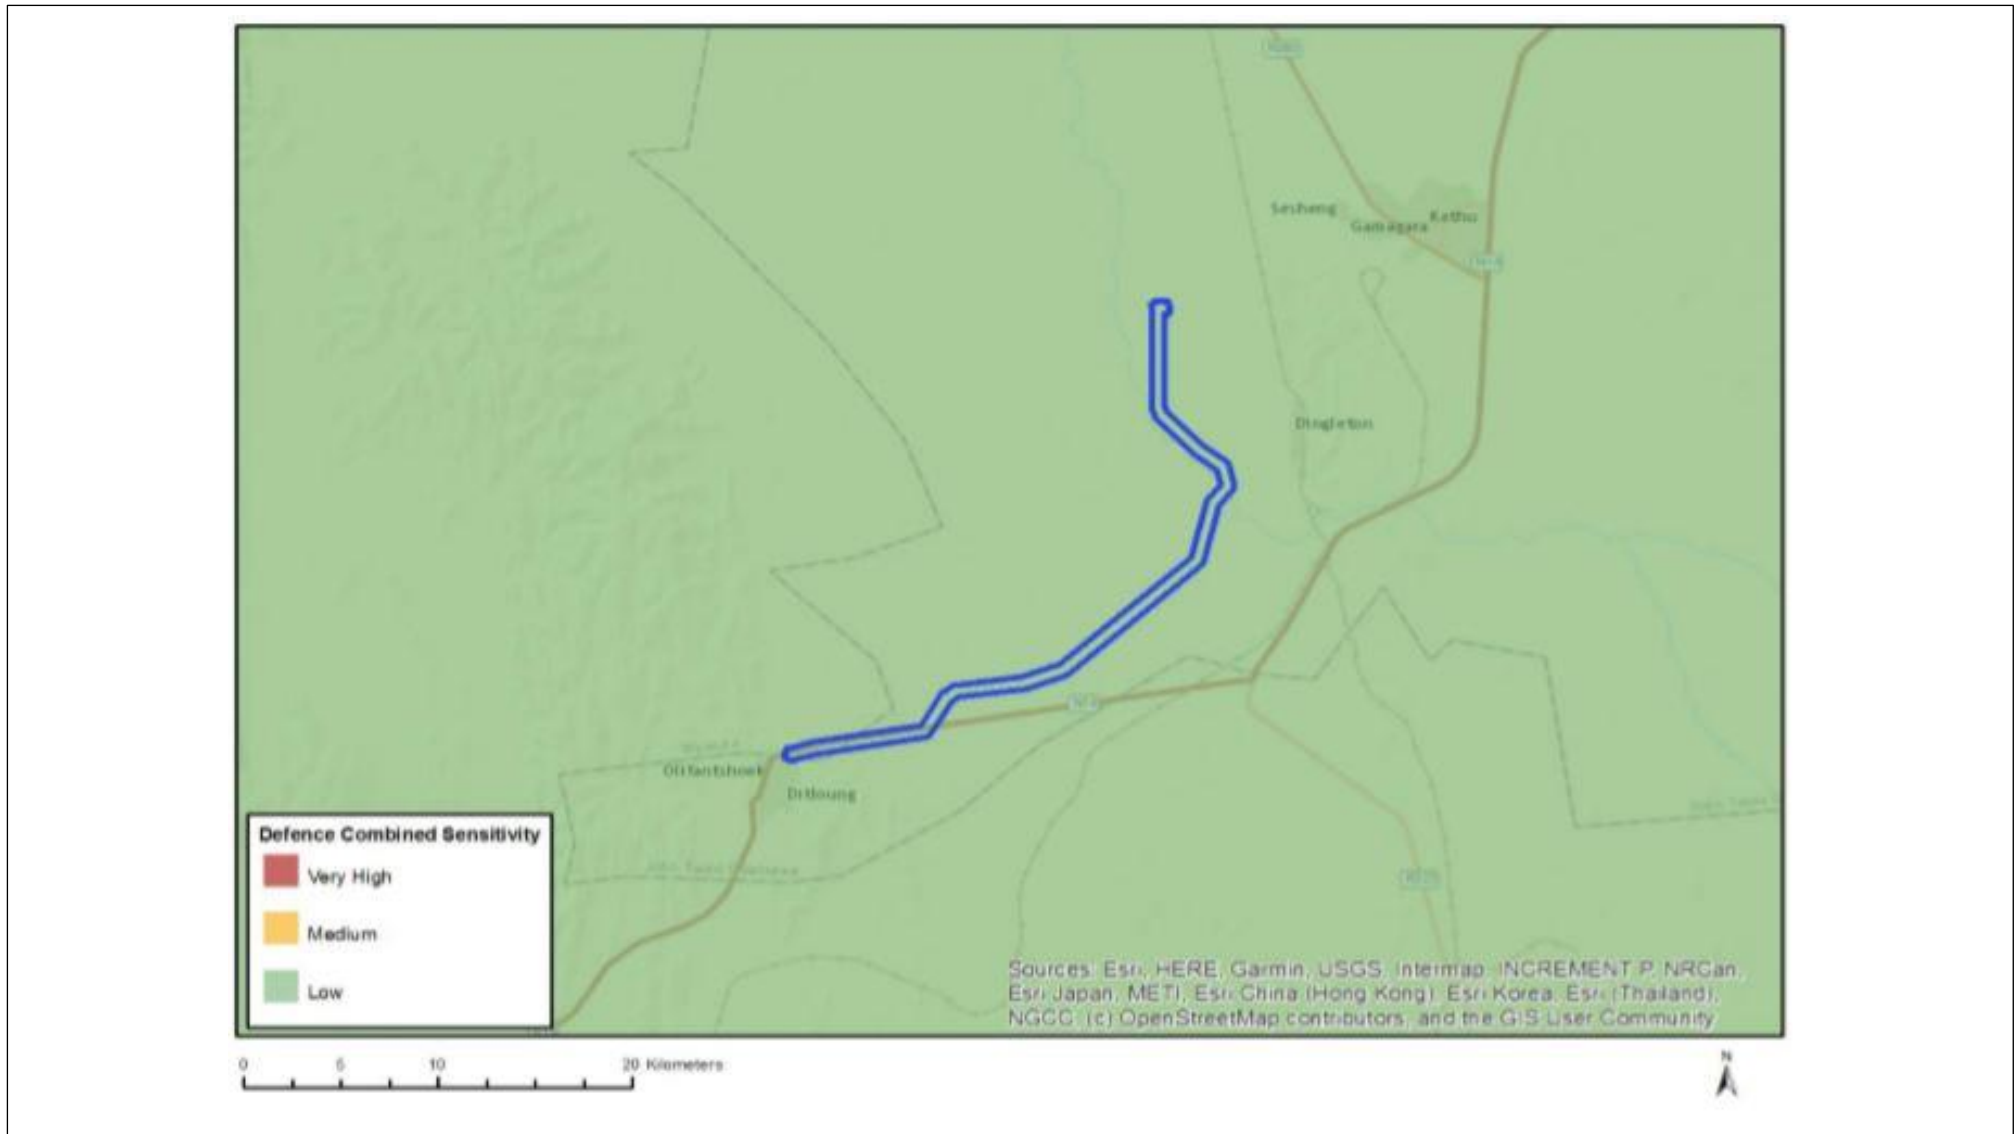 Sesheng
Kathu
Gamagara
Dingleton
N14
Olifantshoek
Ditloung
Defence Combined Sensitivity
Very High
Medium
Low
Sources: Esri, HERE, Garmin, USGS, Intermap, INCREMENT P, NRCan,
Esri Japan, METI, Esri China (Hong Kong), Esri Korea, Esri (Thailand),
NGCC, (c) OpenStreetMap contributors, and the GIS User Community
0 5 10 20 Kilometers
N